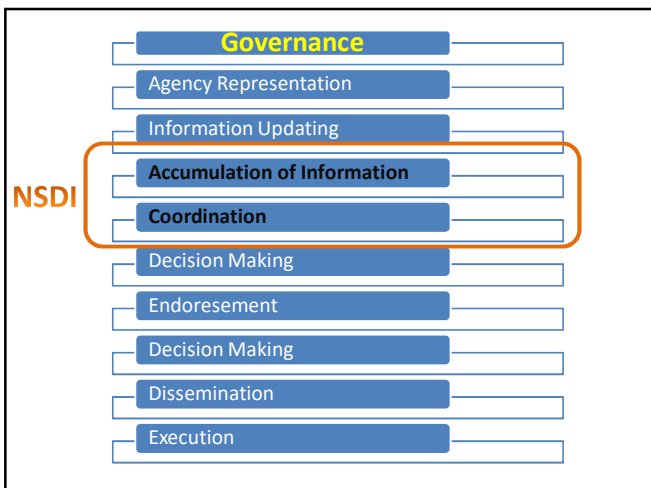 Governance
Agency Representation
Information Updating
Accumulation of Information
NSDI
Coordination
Decision Making
Endoresement
Decision Making
Dissemination
Execution